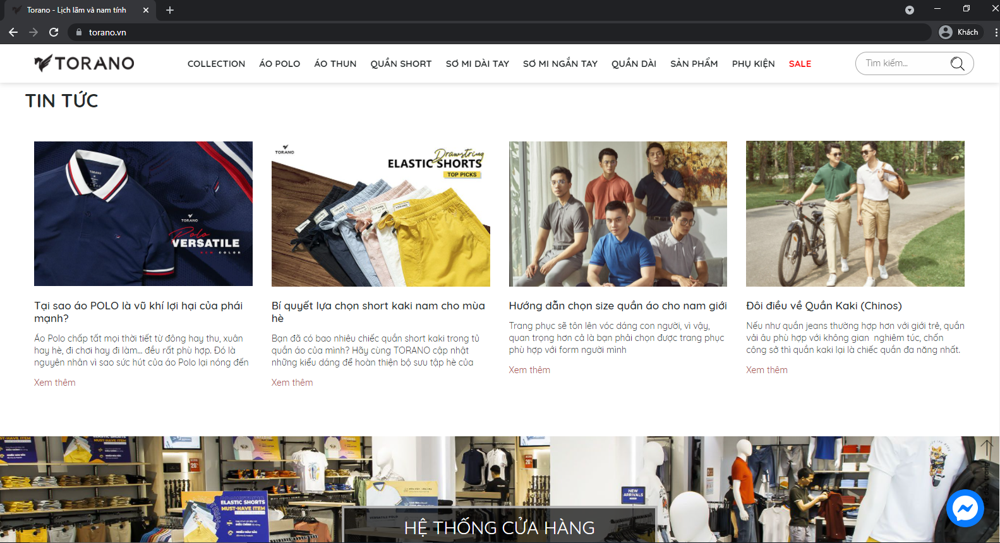 Torano - Lịch lãm và nam tính
torano.vn
Khách
TORANO
COLLECTION
ÁO POLO
ÁO THUN
QUẦN SHORT
SƠ MI DÀI TAY
SƠ MI NGẮN TAY
QUẦN DÀI
SẢN PHẨM
PHỤ KIỆN
SALE
Tìm kiếm...
TIN TỨC
TORANO
TORANO
Polo
VERSATILE
NEW COLOR
TORANO
Drawstring
ELASTIC SHORTS
TOP PICKS
Tại sao áo POLO là vũ khí lợi hại của phái
mạnh?
Áo Polo chấp tất mọi thời tiết từ đông hay thu, xuân
hay hè, đi chơi hay đi làm... đều rất phù hợp. Đó là
nguyên nhân vì sao sức hút của áo Polo lại nóng đến
Xem thêm
Bí quyết lựa chọn short kaki nam cho mùa
hè
Bạn đã có bao nhiêu chiếc quần short kaki trong tủ
quần áo của mình? Hãy cùng TORANO cập nhật
những kiểu dáng để hoàn thiện bộ sưu tập hè của
Xem thêm
Hướng dẫn chọn size quần áo cho nam giới
Trang phục sẽ tôn lên vóc dáng con người, vì vậy,
quan trọng hơn cả là bạn phải chọn được trang phục
phù hợp với form người mình
Xem thêm
Đôi điều về Quần Kaki (Chinos)
Nếu như quần jeans thường hợp hơn với giới trẻ, quần
vải âu phù hợp với không gian nghiêm túc, chốn
công sở thì quần kaki lại là chiếc quần đa năng nhất.
Xem thêm
MUST-HAVE ITEM
ELASTIC SHORTS
MUST-HAVE ITEM
20%
ELASTIC SHORTS
MUST-HAVE ITEM
NEW
ARRIVALS
HỆ THỐNG CỬA HÀNG